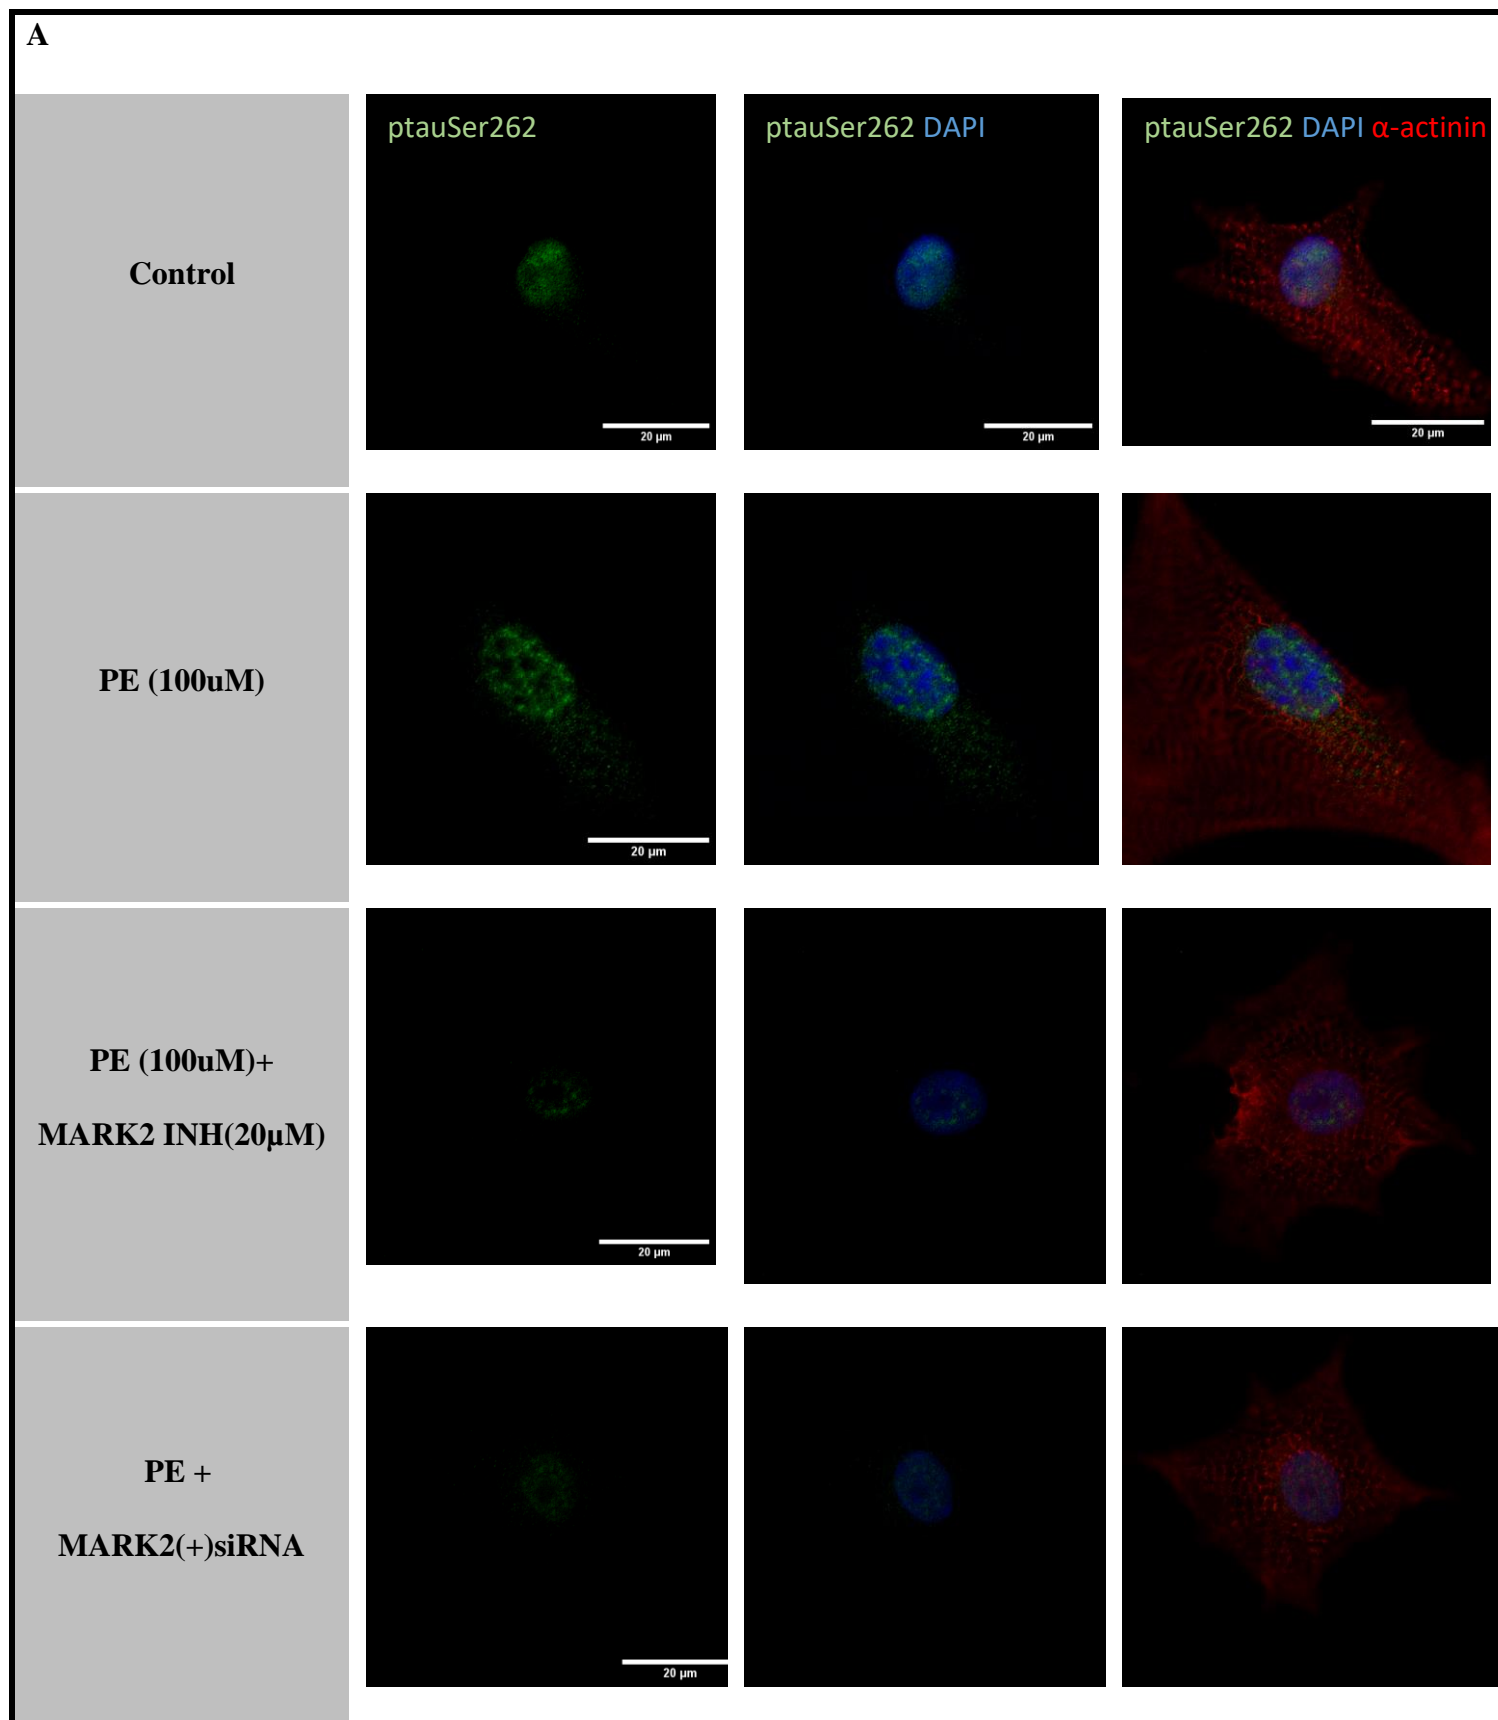 A
Control
ptauSer262
20 µm
ptauSer262 DAPI
20 µm
ptauSer262 DAPI α-actinin
20 µm
PE (100uM)
20 µm
PE (100uM)+
MARK2 INH(20µM)
20 µm
PE +
MARK2(+)siRNA
20 µm